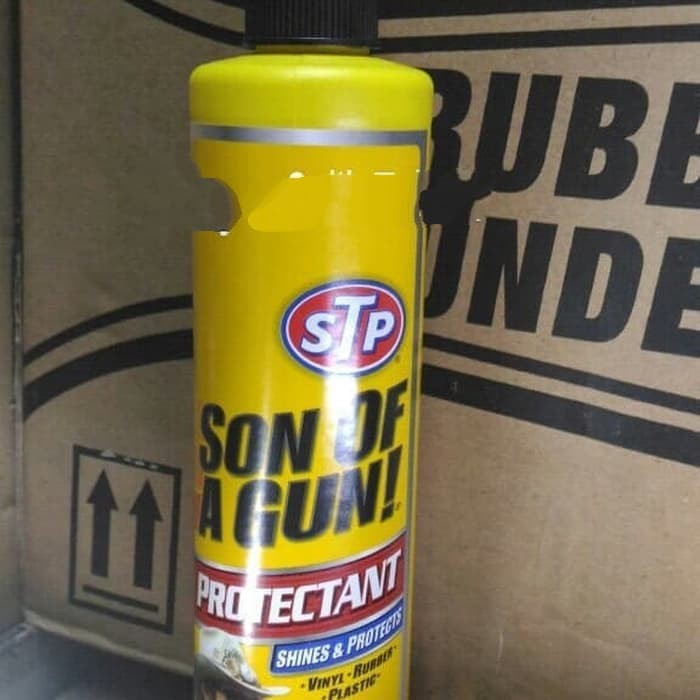 STP
SON OF
A GUN!
PROTECTANT
SHINES & PROTECTS
• VINYL • RUBBER •
• PLASTIC •
RUBB
UNDE